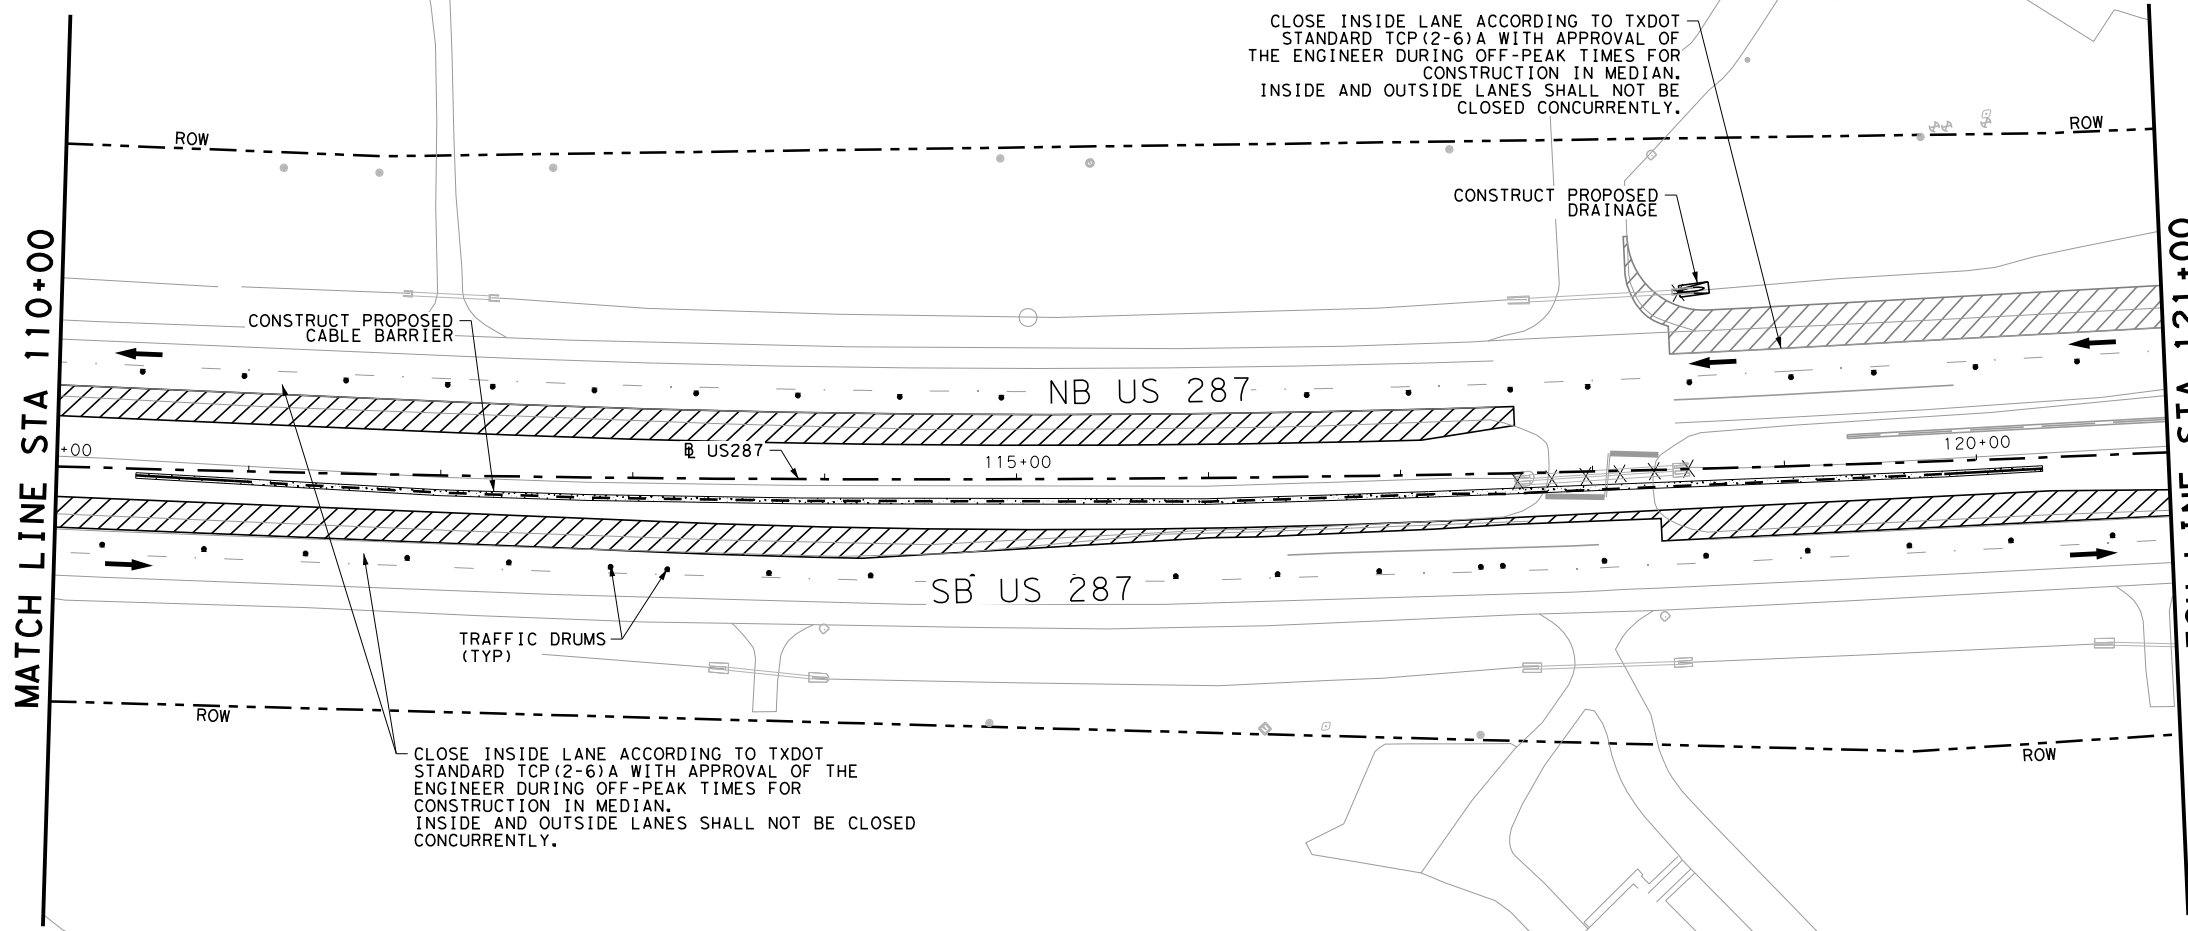 CLOSE INSIDE LANE ACCORDING TO TXDOT
STANDARD TCP(2-6)A WITH APPROVAL OF
THE ENGINEER DURING OFF-PEAK TIMES FOR
CONSTRUCTION IN MEDIAN.
INSIDE AND OUTSIDE LANES SHALL NOT BE
CLOSED CONCURRENTLY.
ROW
ROW
CONSTRUCT PROPOSED
DRAINAGE
MATCH LINE STA 110+00
LINE STA 121+00
CONSTRUCT PROPOSED
CABLE BARRIER
NB US 287
+00
US287
115+00
120+00
SB US 287
TRAFFIC DRUMS
(TYP)
ROW
ROW
CLOSE INSIDE LANE ACCORDING TO TXDOT
STANDARD TCP(2-6)A WITH APPROVAL OF THE
ENGINEER DURING OFF-PEAK TIMES FOR
CONSTRUCTION IN MEDIAN.
INSIDE AND OUTSIDE LANES SHALL NOT BE CLOSED
CONCURRENTLY.